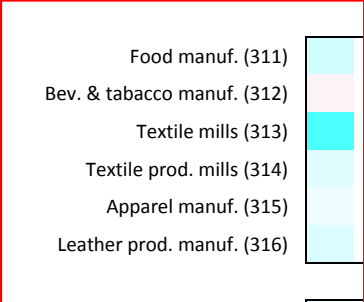 Food manuf. (311)
Bev. & tabacco manuf. (312)
Textile mills (313)
Textile prod. mills (314)
Apparel manuf. (315)
Leather prod. manuf. (316)